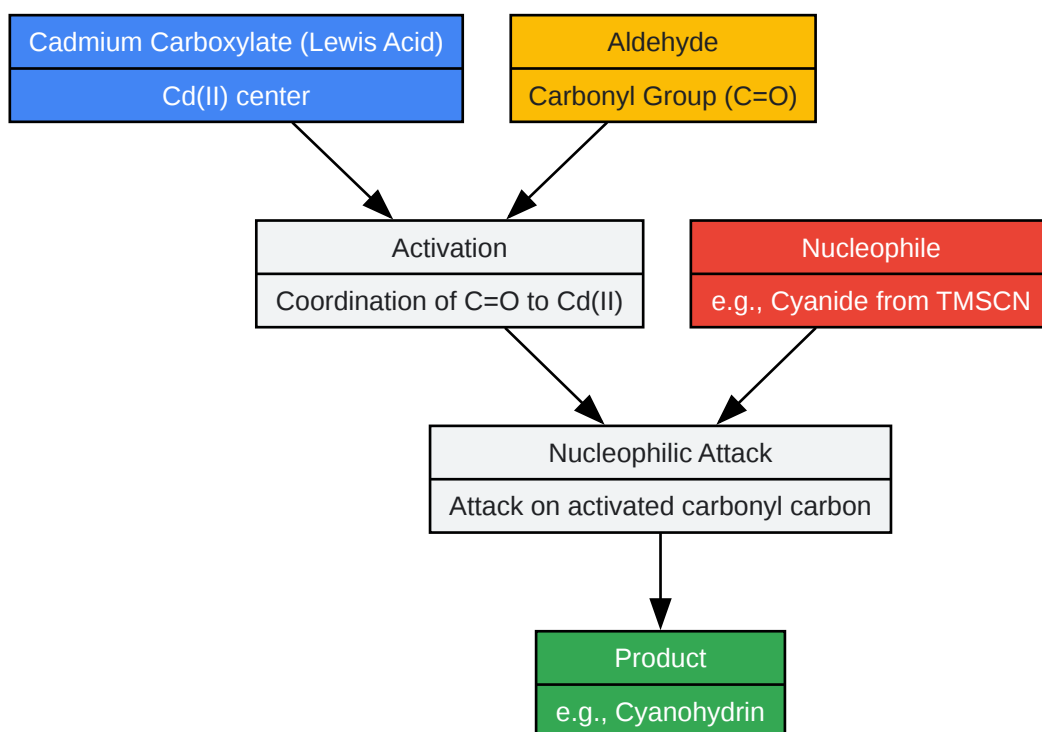 Cadmium Carboxylate (Lewis Acid)
Cd(II) center
Aldehyde
Carbonyl Group (C=O)
Activation
Coordination of C=O to Cd(II)
Nucleophile
e.g., Cyanide from TMSCN
Nucleophilic Attack
Attack on activated carbonyl carbon
Product
e.g., Cyanohydrin